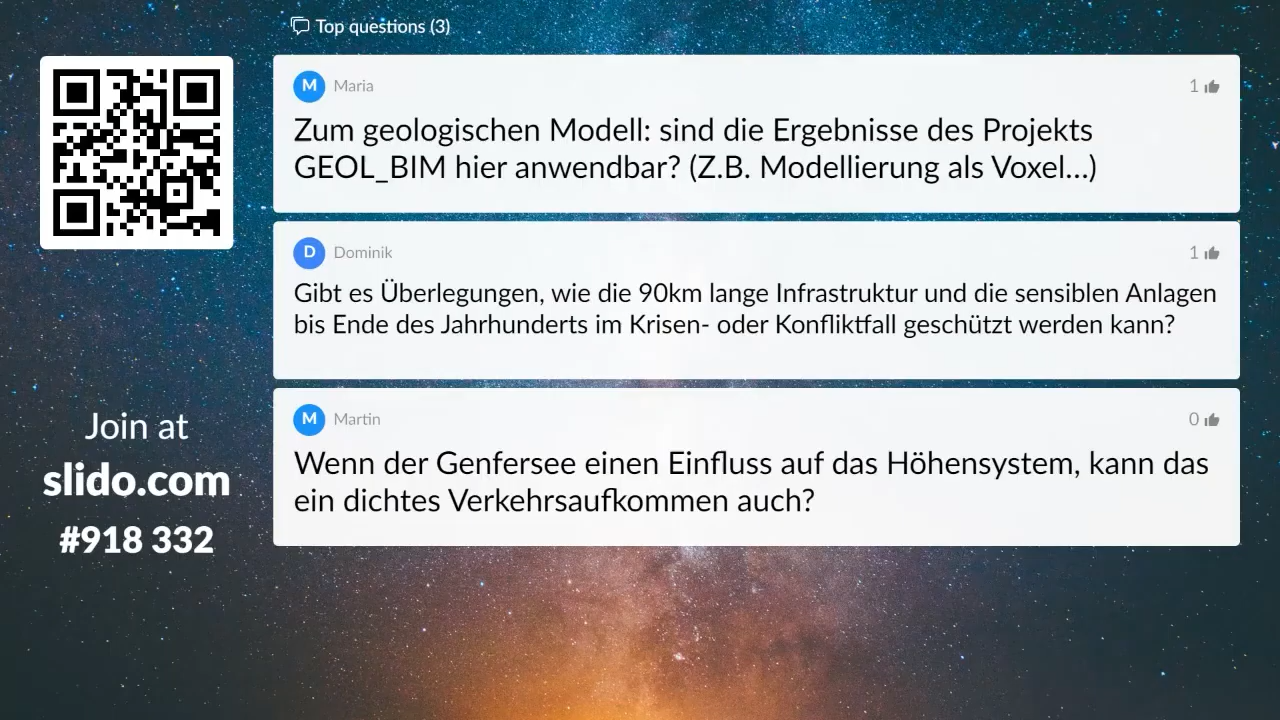 Top questions (3)
M Maria 1
Zum geologischen Modell: sind die Ergebnisse des Projekts
GEOL_BIM hier anwendbar? (Z.B. Modellierung als Voxel...)
D Dominik 1
Gibt es Überlegungen, wie die 90km lange Infrastruktur und die sensiblen Anlagen
bis Ende des Jahrhunderts im Krisen- oder Konfliktfall geschützt werden kann?
M Martin 0
Wenn der Genfersee einen Einfluss auf das Höhensystem, kann das
ein dichtes Verkehrsaufkommen auch?
Join at
slido.com
#918 332